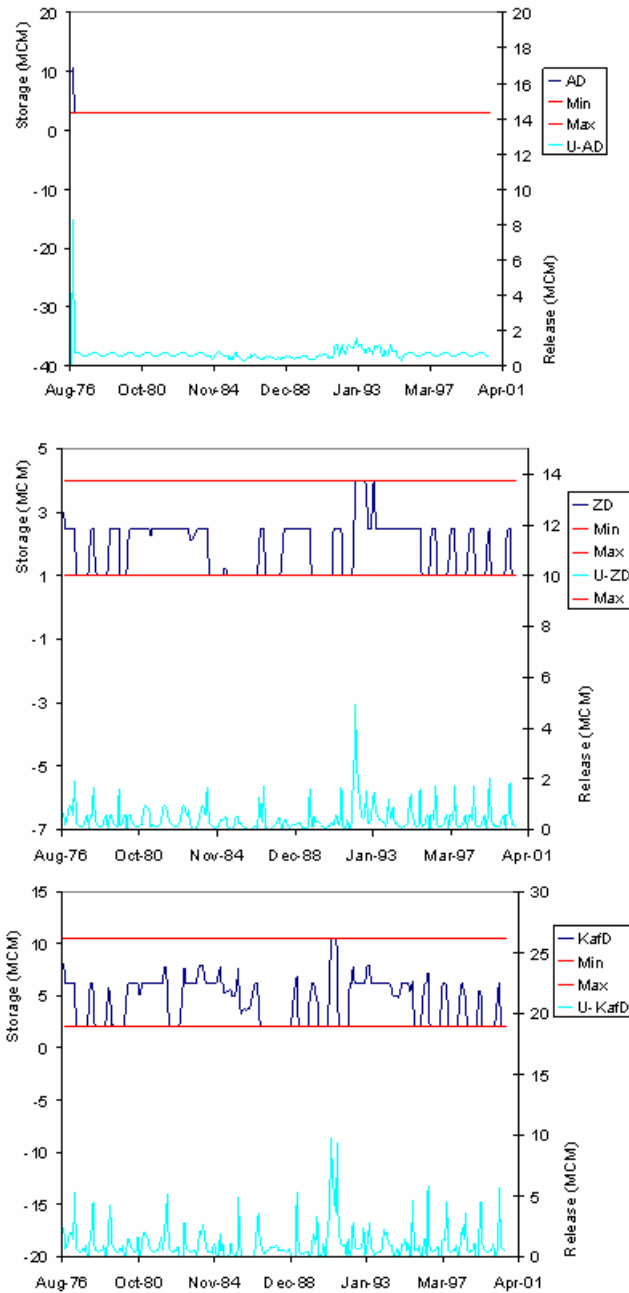 Storage (MCM)
20
10
0
-10
-20
-30
-40
20
18
16
14
12
10
8
6
4
2
0
Release (MCM)
Aug-76 Oct-80 Nov-84 Dec-88 Jan-93 Mar-97 Apr-01
AD
Min
Max
U-AD
Storage (MCM)
5
3
1
-1
-3
-5
-7
14
12
10
8
6
4
2
0
Release (MCM)
Aug-76 Oct-80 Nov-84 Dec-88 Jan-93 Mar-97 Apr-01
ZD
Min
Max
U-ZD
Max
Storage (MCM)
15
10
5
0
-5
-10
-15
-20
30
25
20
15
10
5
0
Release (MCM)
Aug-76 Oct-80 Nov-84 Dec-88 Jan-93 Mar-97 Apr-01
KafD
Min
Max
U-KafD